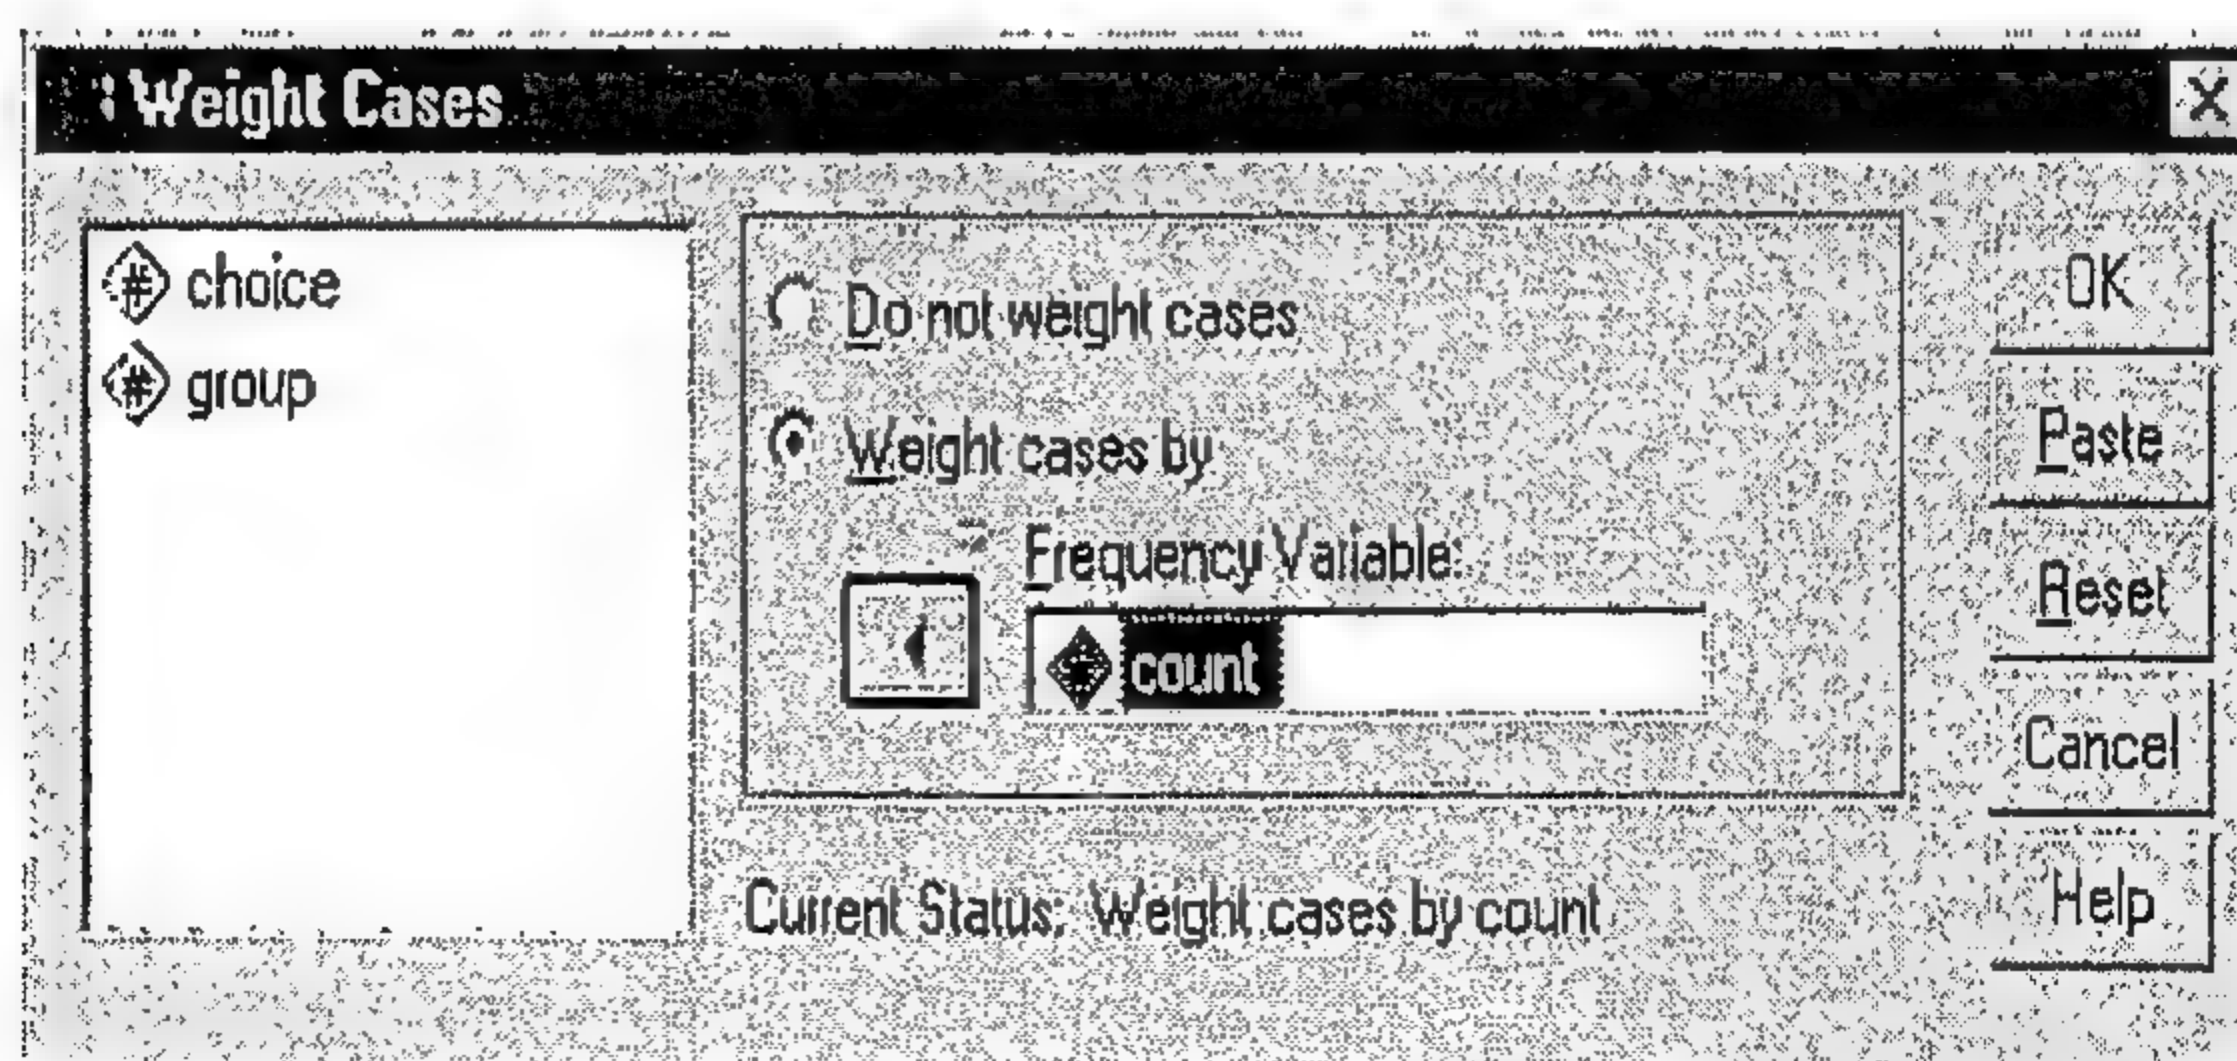 Weight Cases
choice
group
Do not weight cases
Weight cases by
Frequency Variable:
count
Current Status: Weight cases by count
OK
Paste
Reset
Cancel
Help